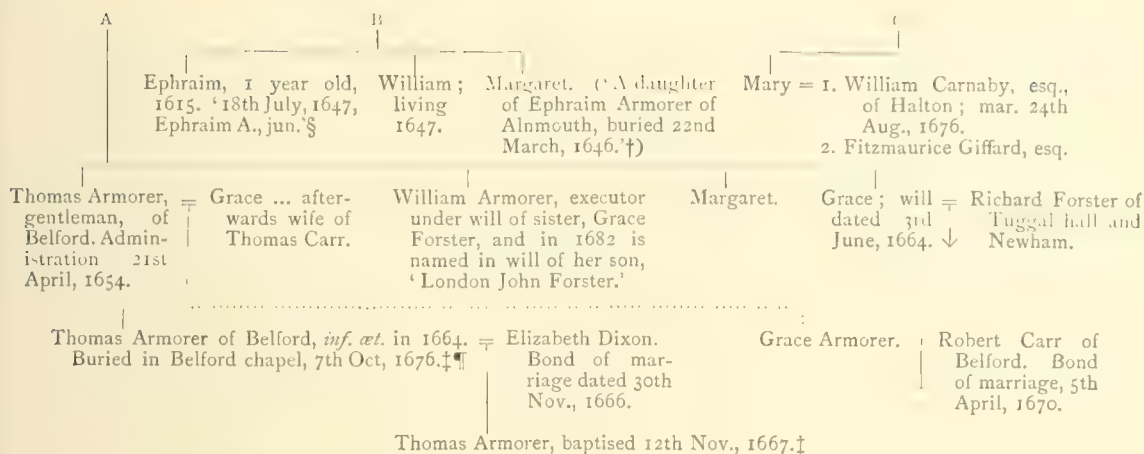 A
B
C
Ephraim, 1 year old,
1615. '18th July, 1647,
Ephraim A., jun.'§
William;
living
1647.
Margaret. ('A daughter
of Ephraim Armorer of
Alnmouth, buried 22nd
March, 1646.'†)
Mary = 1. William Carnaby, esq.,
of Halton; mar. 24th
Aug., 1676.
2. Fitzmaurice Giffard, esq.
Thomas Armorer,
gentleman, of
Belford. Admin-
istration 21st
April, 1654.
= Grace ... after-
wards wife of
Thomas Carr.
William Armorer, executor
under will of sister, Grace
Forster, and in 1682 is
named in will of her son,
'London John Forster.'
Margaret.
Grace; will
dated 3rd
June, 1664.
= Richard Forster of
Tuggal hall and
Newham.
Thomas Armorer of Belford, inf. æt. in 1664.
Buried in Belford chapel, 7th Oct, 1676.‡¶
= Elizabeth Dixon.
Bond of mar-
riage dated 30th
Nov., 1666.
Grace Armorer.
Robert Carr of
Belford. Bond
of marriage, 5th
April, 1670.
Thomas Armorer, baptised 12th Nov., 1667.‡